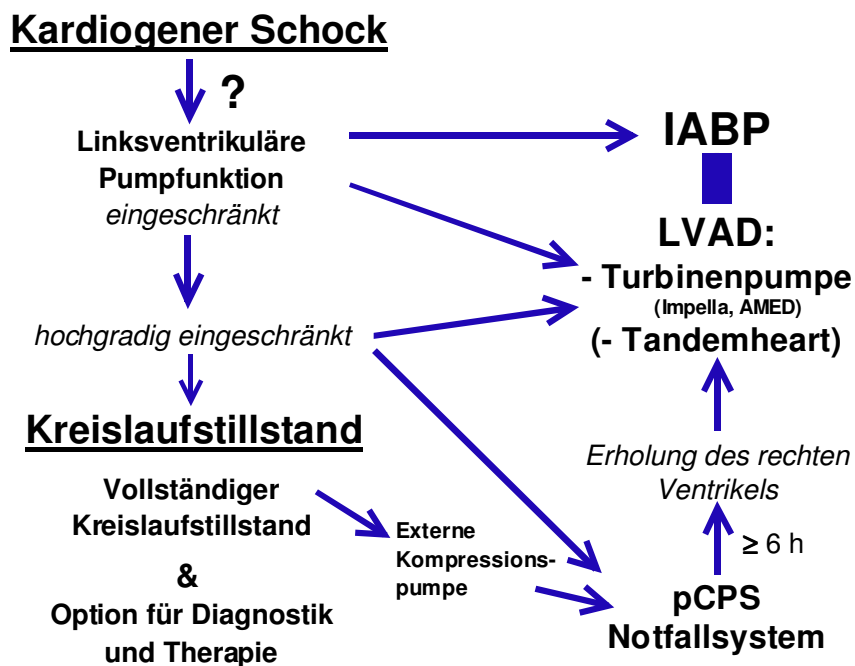 Kardiogener Schock
?
Linksventrikuläre
Pumpfunktion
eingeschränkt
hochgradig eingeschränkt
Kreislaufstillstand
Vollständiger
Kreislaufstillstand
&
Option für Diagnostik
und Therapie
Externe
Kompressions-
pumpe
IABP
LVAD:
- Turbinenpumpe
(Impella, AMED)
(- Tandemheart)
Erholung des rechten
Ventrikels
≥ 6 h
pCPS
Notfallsystem